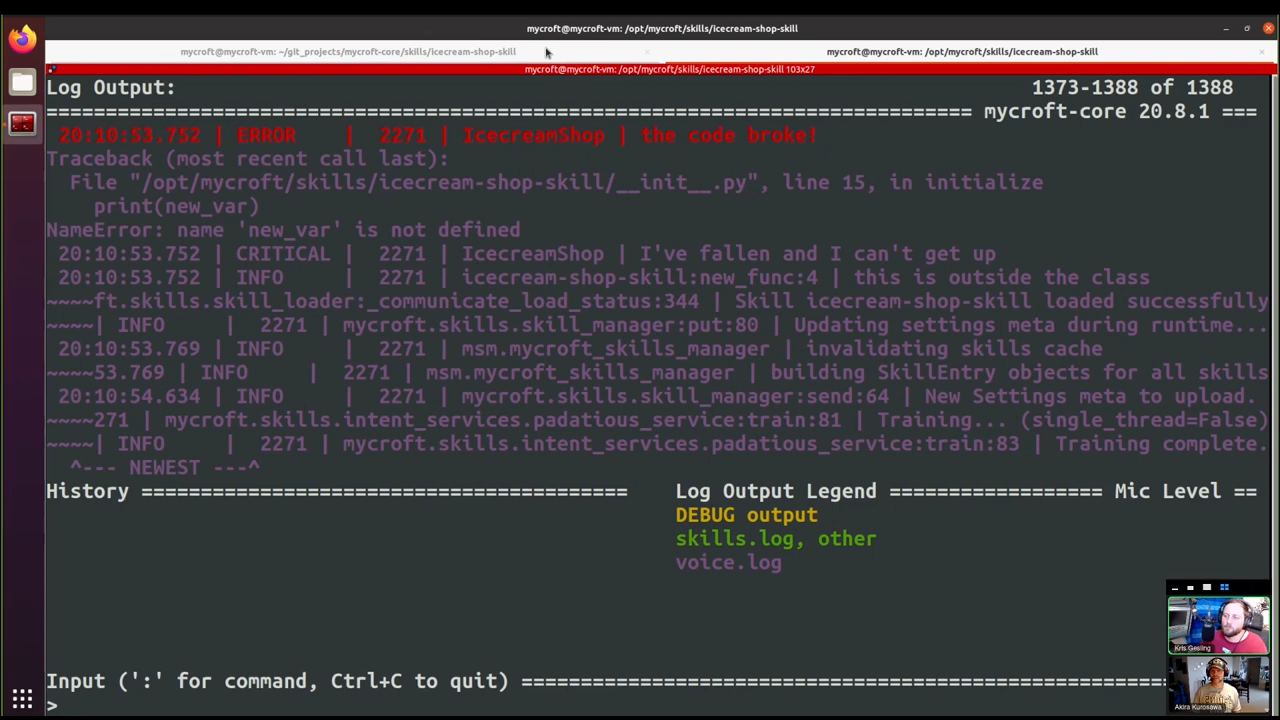 mycroft@mycroft-vm: /opt/mycroft/skills/icecream-shop-skill
mycroft@mycroft-vm: ~/git_projects/mycroft-core/skills/icecream-shop-skill
mycroft@mycroft-vm: /opt/mycroft/skills/icecream-shop-skill
mycroft@mycroft-vm: /opt/mycroft/skills/icecream-shop-skill 103x27
Log Output: 1373-1388 of 1388
============================================================================== mycroft-core 20.8.1 ===
20:10:53.752 | ERROR | 2271 | IcecreamShop | the code broke!
Traceback (most recent call last):
File "/opt/mycroft/skills/icecream-shop-skill/__init__.py", line 15, in initialize
print(new_var)
NameError: name 'new_var' is not defined
20:10:53.752 | CRITICAL | 2271 | IcecreamShop | I've fallen and I can't get up
20:10:53.752 | INFO | 2271 | icecream-shop-skill:new_func:4 | this is outside the class
~~~~ft.skills.skill_loader:_communicate_load_status:344 | Skill icecream-shop-skill loaded successfully
~~~~| INFO | 2271 | mycroft.skills.skill_manager:put:80 | Updating settings meta during runtime...
20:10:53.769 | INFO | 2271 | msm.mycroft_skills_manager | invalidating skills cache
~~~~53.769 | INFO | 2271 | msm.mycroft_skills_manager | building SkillEntry objects for all skills
20:10:54.634 | INFO | 2271 | mycroft.skills.skill_manager:send:64 | New Settings meta to upload.
~~~~271 | mycroft.skills.intent_services.padatious_service:train:81 | Training... (single_thread=False)
~~~~| INFO | 2271 | mycroft.skills.intent_services.padatious_service:train:83 | Training complete.
^--- NEWEST ---^
History ========================================= Log Output Legend ================== Mic Level ==
DEBUG output
skills.log, other
voice.log
Kris Gesling
Akira Kurosawa
Input (':' for command, Ctrl+C to quit) =======================================================
>